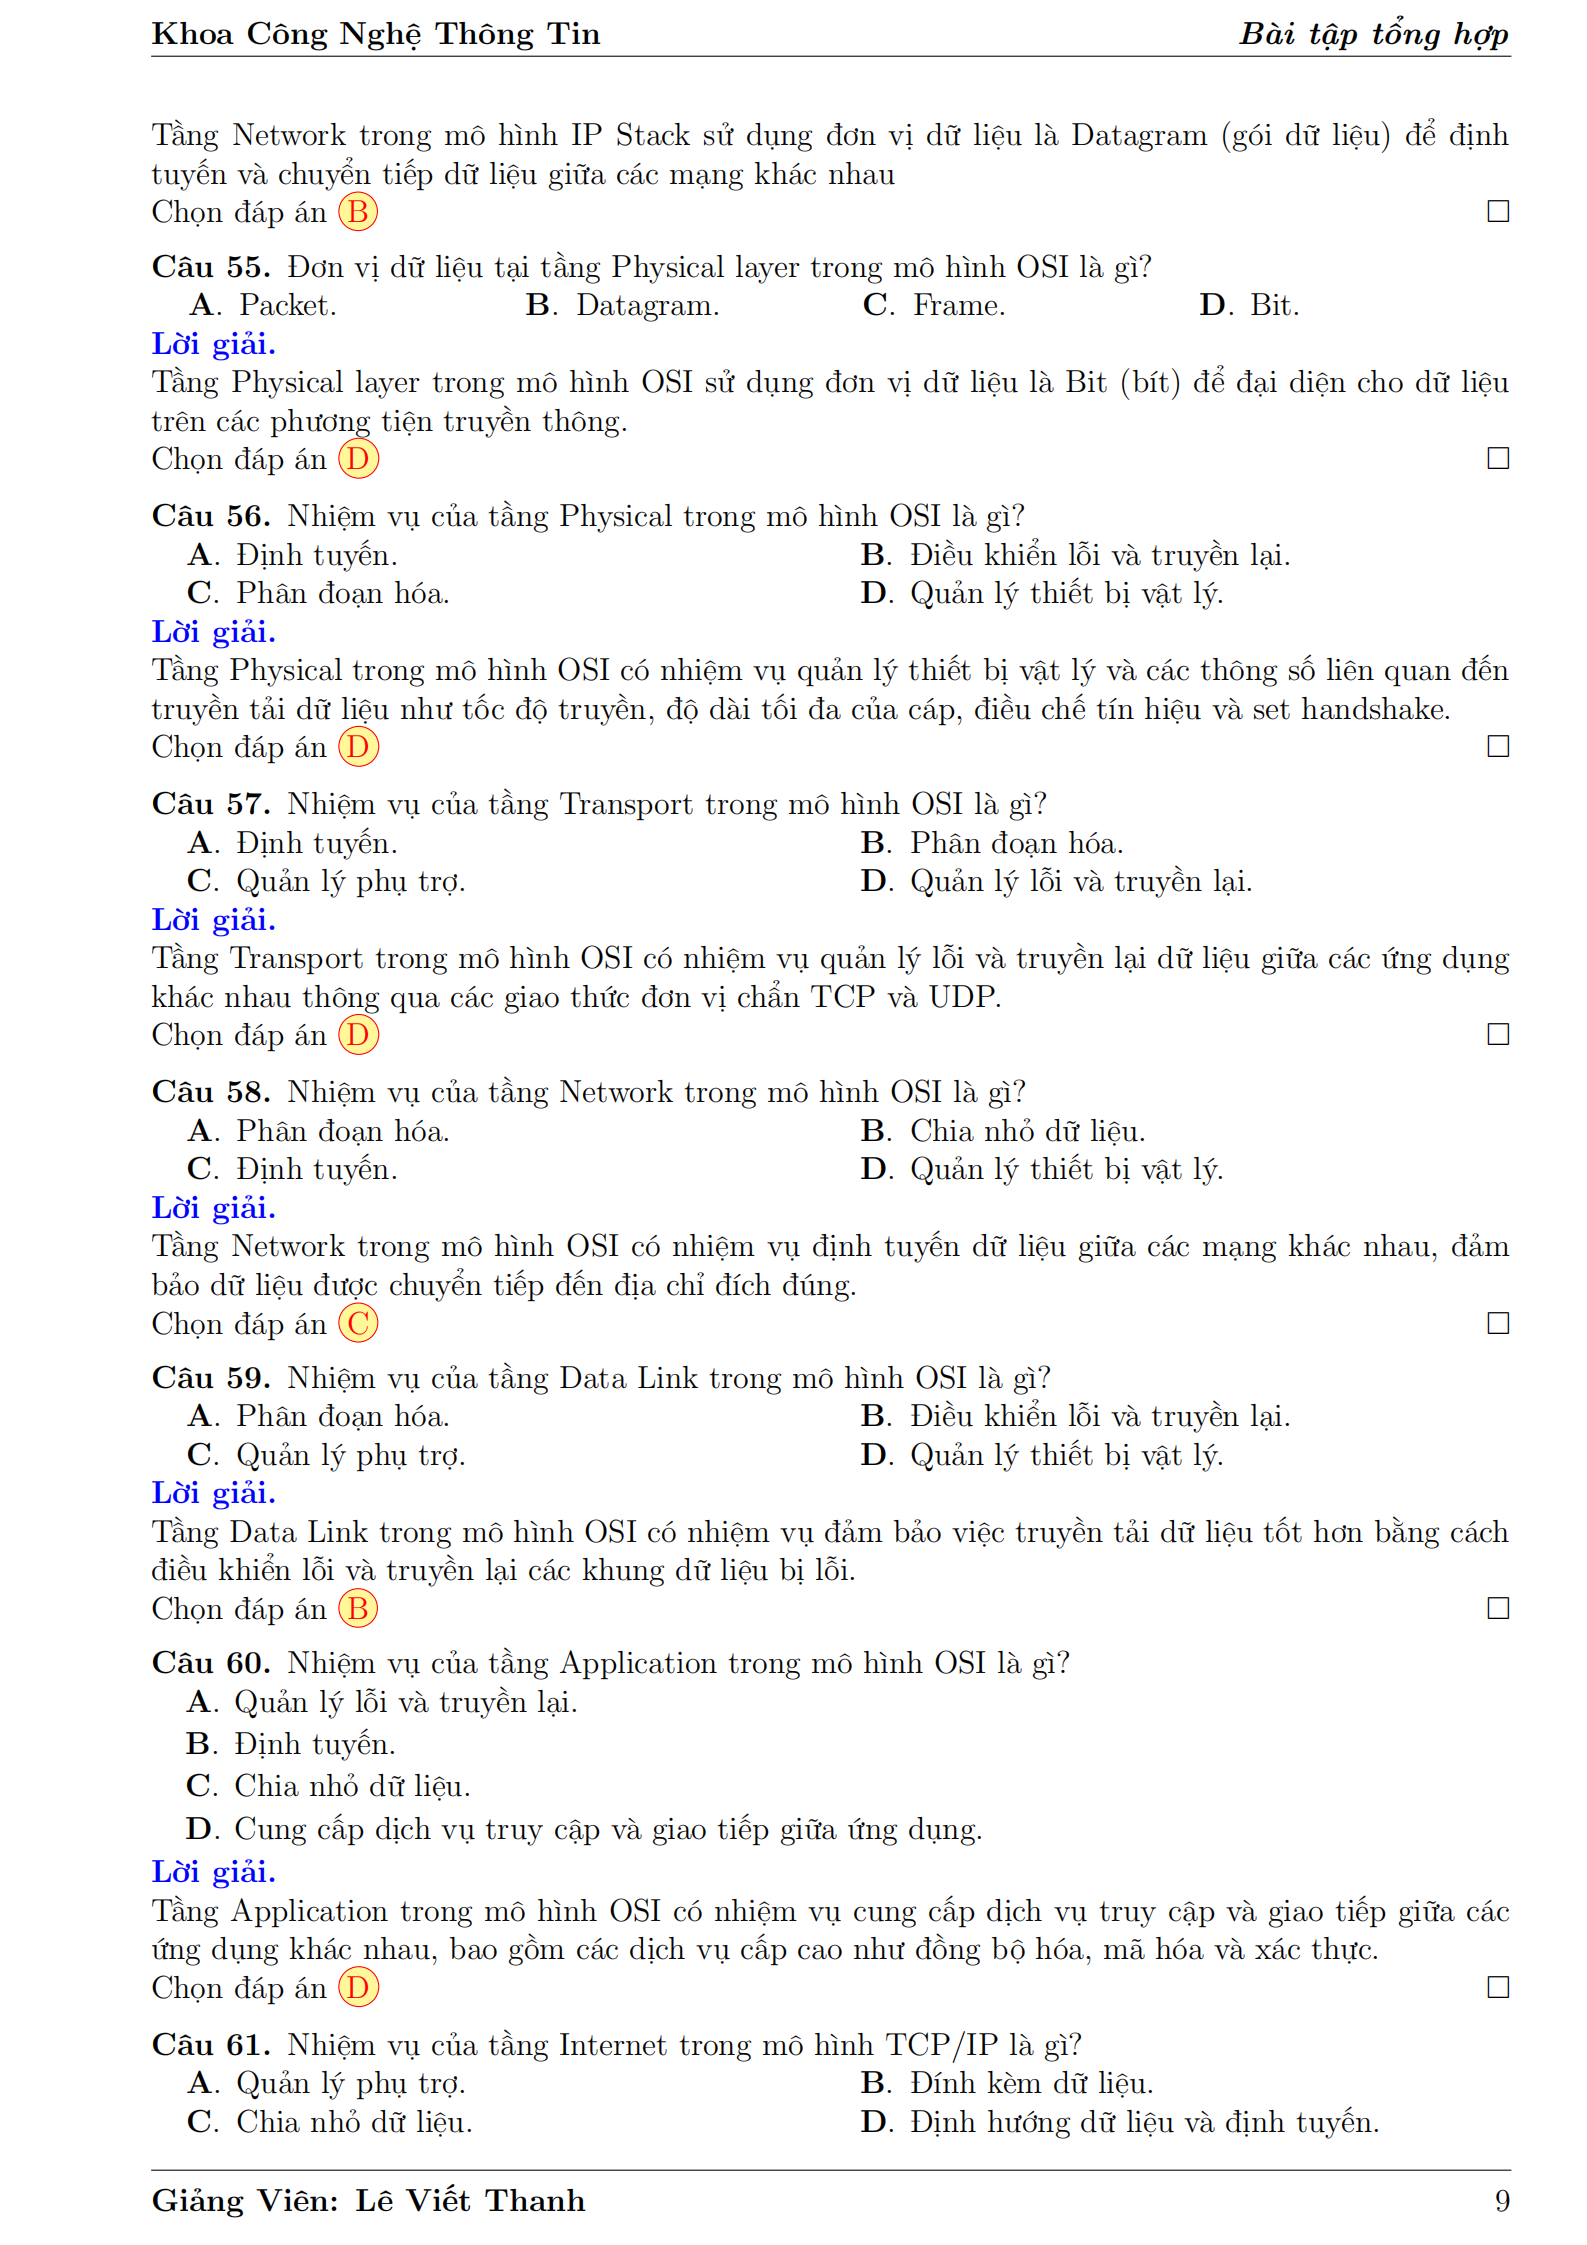 Khoa Công Nghệ Thông Tin Bài tập tổng hợp
Tầng Network trong mô hình IP Stack sử dụng đơn vị dữ liệu là Datagram (gói dữ liệu) để định
tuyến và chuyển tiếp dữ liệu giữa các mạng khác nhau
Chọn đáp án B □
Câu 55. Đơn vị dữ liệu tại tầng Physical layer trong mô hình OSI là gì?
A. Packet. B. Datagram. C. Frame. D. Bit.
Lời giải.
Tầng Physical layer trong mô hình OSI sử dụng đơn vị dữ liệu là Bit (bít) để đại diện cho dữ liệu
trên các phương tiện truyền thông.
Chọn đáp án D □
Câu 56. Nhiệm vụ của tầng Physical trong mô hình OSI là gì?
A. Định tuyến. B. Điều khiển lỗi và truyền lại.
C. Phân đoạn hóa. D. Quản lý thiết bị vật lý.
Lời giải.
Tầng Physical trong mô hình OSI có nhiệm vụ quản lý thiết bị vật lý và các thông số liên quan đến
truyền tải dữ liệu như tốc độ truyền, độ dài tối đa của cáp, điều chế tín hiệu và set handshake.
Chọn đáp án D □
Câu 57. Nhiệm vụ của tầng Transport trong mô hình OSI là gì?
A. Định tuyến. B. Phân đoạn hóa.
C. Quản lý phụ trợ. D. Quản lý lỗi và truyền lại.
Lời giải.
Tầng Transport trong mô hình OSI có nhiệm vụ quản lý lỗi và truyền lại dữ liệu giữa các ứng dụng
khác nhau thông qua các giao thức đơn vị chẩn TCP và UDP.
Chọn đáp án D □
Câu 58. Nhiệm vụ của tầng Network trong mô hình OSI là gì?
A. Phân đoạn hóa. B. Chia nhỏ dữ liệu.
C. Định tuyến. D. Quản lý thiết bị vật lý.
Lời giải.
Tầng Network trong mô hình OSI có nhiệm vụ định tuyến dữ liệu giữa các mạng khác nhau, đảm
bảo dữ liệu được chuyển tiếp đến địa chỉ đích đúng.
Chọn đáp án C □
Câu 59. Nhiệm vụ của tầng Data Link trong mô hình OSI là gì?
A. Phân đoạn hóa. B. Điều khiển lỗi và truyền lại.
C. Quản lý phụ trợ. D. Quản lý thiết bị vật lý.
Lời giải.
Tầng Data Link trong mô hình OSI có nhiệm vụ đảm bảo việc truyền tải dữ liệu tốt hơn bằng cách
điều khiển lỗi và truyền lại các khung dữ liệu bị lỗi.
Chọn đáp án B □
Câu 60. Nhiệm vụ của tầng Application trong mô hình OSI là gì?
A. Quản lý lỗi và truyền lại.
B. Định tuyến.
C. Chia nhỏ dữ liệu.
D. Cung cấp dịch vụ truy cập và giao tiếp giữa ứng dụng.
Lời giải.
Tầng Application trong mô hình OSI có nhiệm vụ cung cấp dịch vụ truy cập và giao tiếp giữa các
ứng dụng khác nhau, bao gồm các dịch vụ cấp cao như đồng bộ hóa, mã hóa và xác thực.
Chọn đáp án D □
Câu 61. Nhiệm vụ của tầng Internet trong mô hình TCP/IP là gì?
A. Quản lý phụ trợ. B. Đính kèm dữ liệu.
C. Chia nhỏ dữ liệu. D. Định hướng dữ liệu và định tuyến.
Giảng Viên: Lê Viết Thanh 9